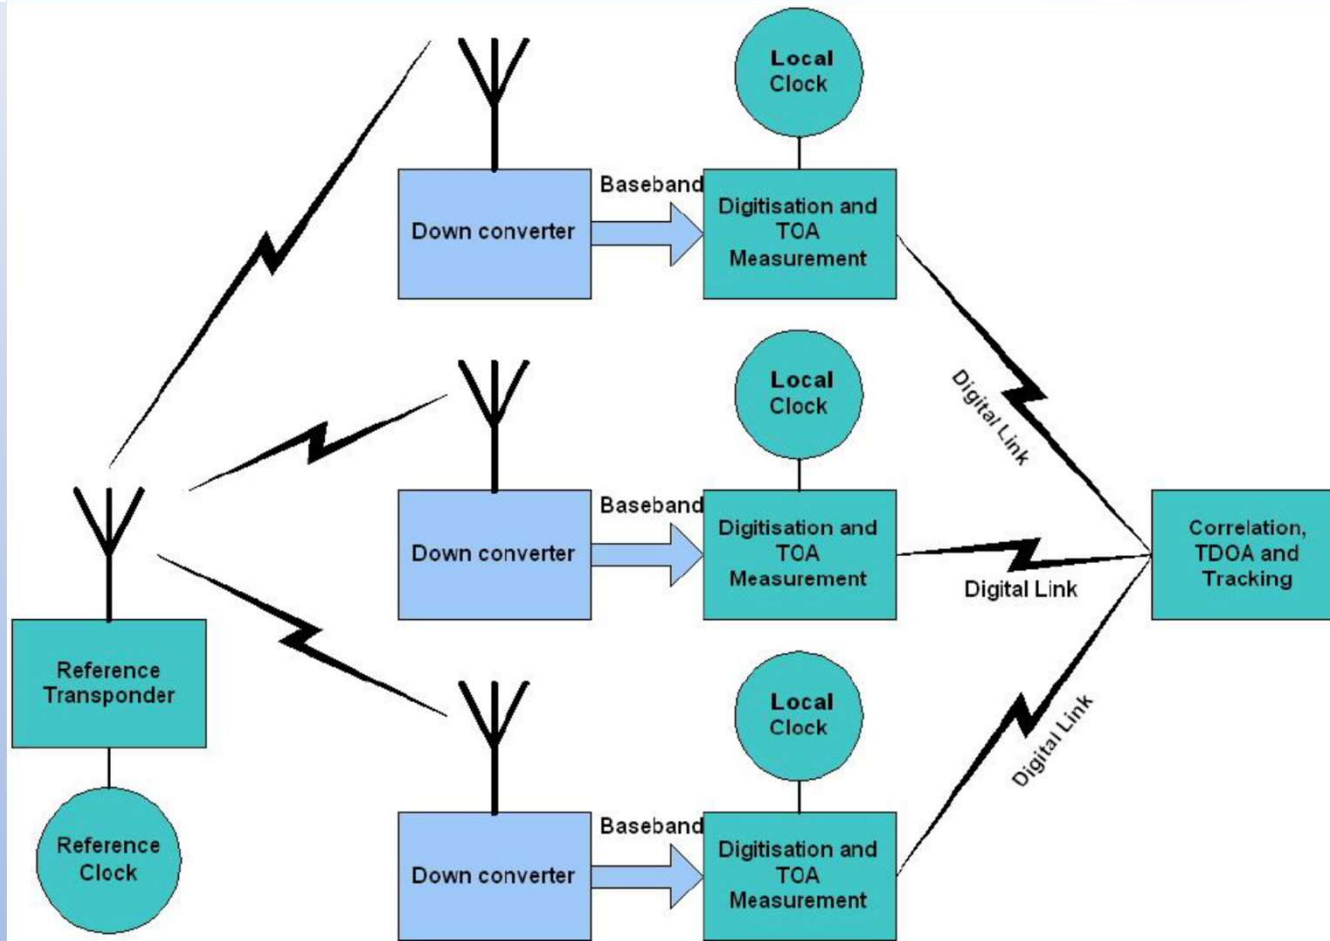 Local
Clock
Baseband
Down converter
Digitisation and
TOA
Measurement
Digital Link
Local
Clock
Baseband
Down converter
Digitisation and
TOA
Measurement
Digital Link
Correlation,
TDOA and
Tracking
Reference
Transponder
Reference
Clock
Local
Clock
Digital Link
Baseband
Down converter
Digitisation and
TOA
Measurement